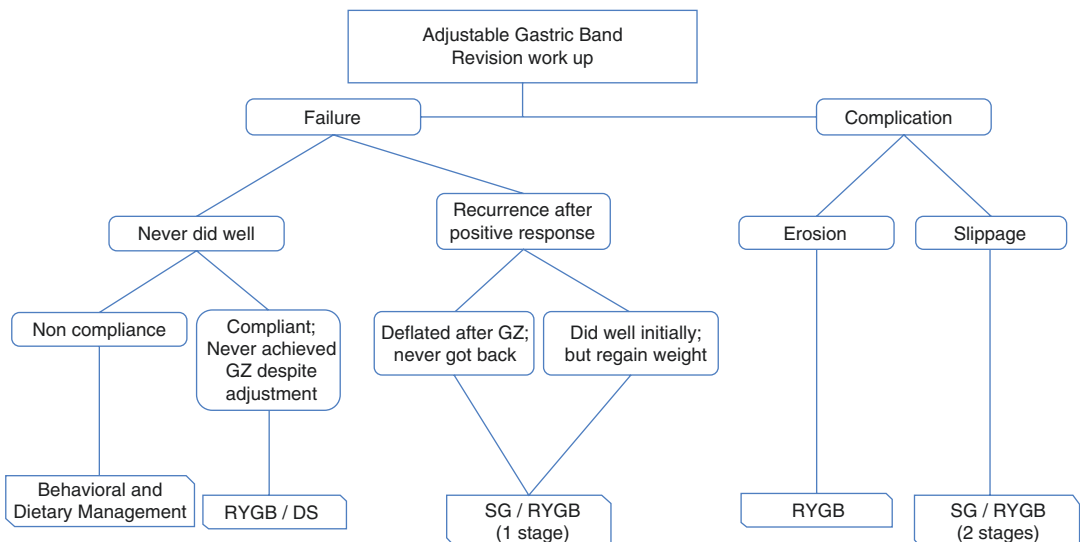 Adjustable Gastric Band
Revision work up
Failure
Complication
Never did well
Recurrence after
positive response
Erosion
Slippage
Non compliance
Compliant;
Never achieved
GZ despite
adjustment
Deflated after GZ;
never got back
Did well initially;
but regain weight
Behavioral and
Dietary Management
RYGB / DS
SG / RYGB
(1 stage)
RYGB
SG / RYGB
(2 stages)